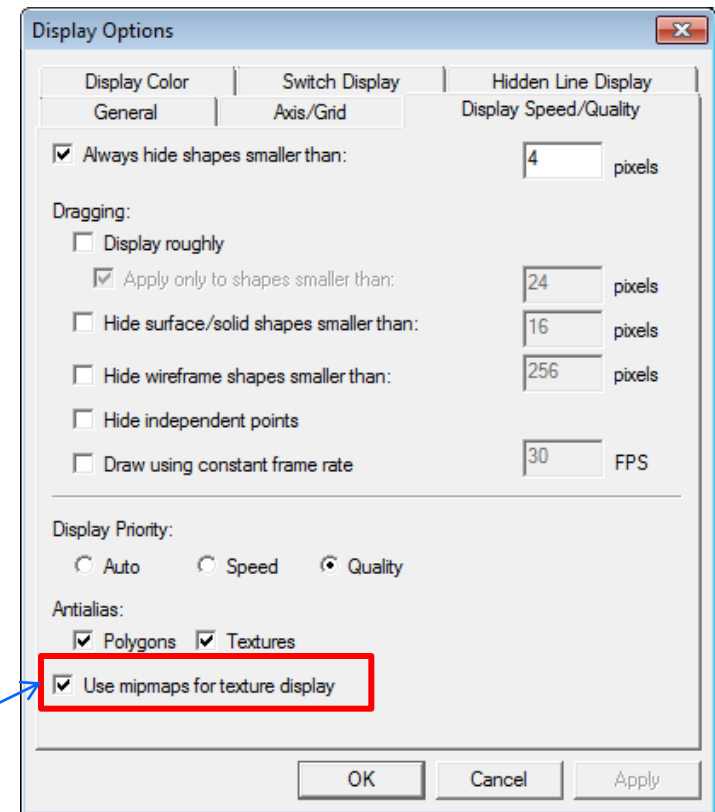 Display Options
Display Color Switch Display Hidden Line Display
General Axis/Grid Display Speed/Quality
Always hide shapes smaller than: 4 pixels
Dragging:
Display roughly
Apply only to shapes smaller than: 24 pixels
Hide surface/solid shapes smaller than: 16 pixels
Hide wireframe shapes smaller than: 256 pixels
Hide independent points
Draw using constant frame rate 30 FPS
Display Priority:
Auto Speed Quality
Antialias:
Polygons Textures
Use mipmaps for texture display
OK Cancel Apply